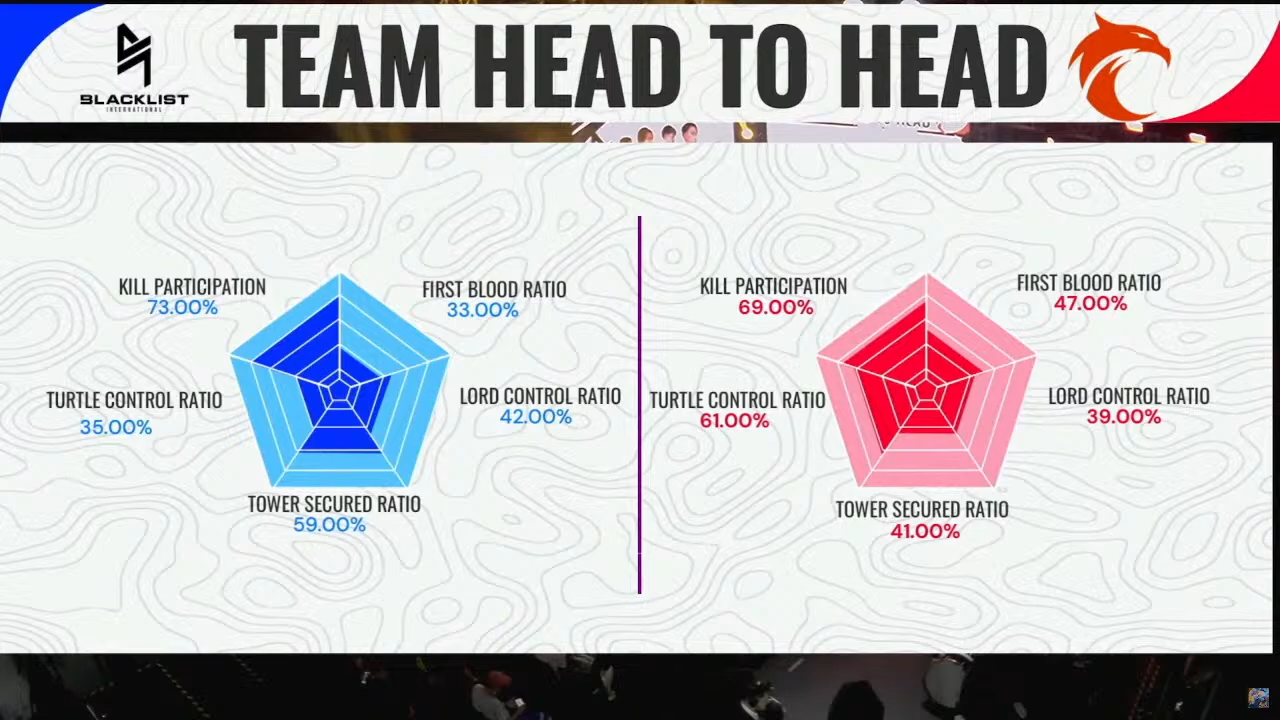 BLACKLIST
INTERNATIONAL
TEAM HEAD TO HEAD
KILL PARTICIPATION
73.00%
FIRST BLOOD RATIO
33.00%
TURTLE CONTROL RATIO
35.00%
LORD CONTROL RATIO
42.00%
TOWER SECURED RATIO
59.00%
KILL PARTICIPATION
69.00%
FIRST BLOOD RATIO
47.00%
TURTLE CONTROL RATIO
61.00%
LORD CONTROL RATIO
39.00%
TOWER SECURED RATIO
41.00%